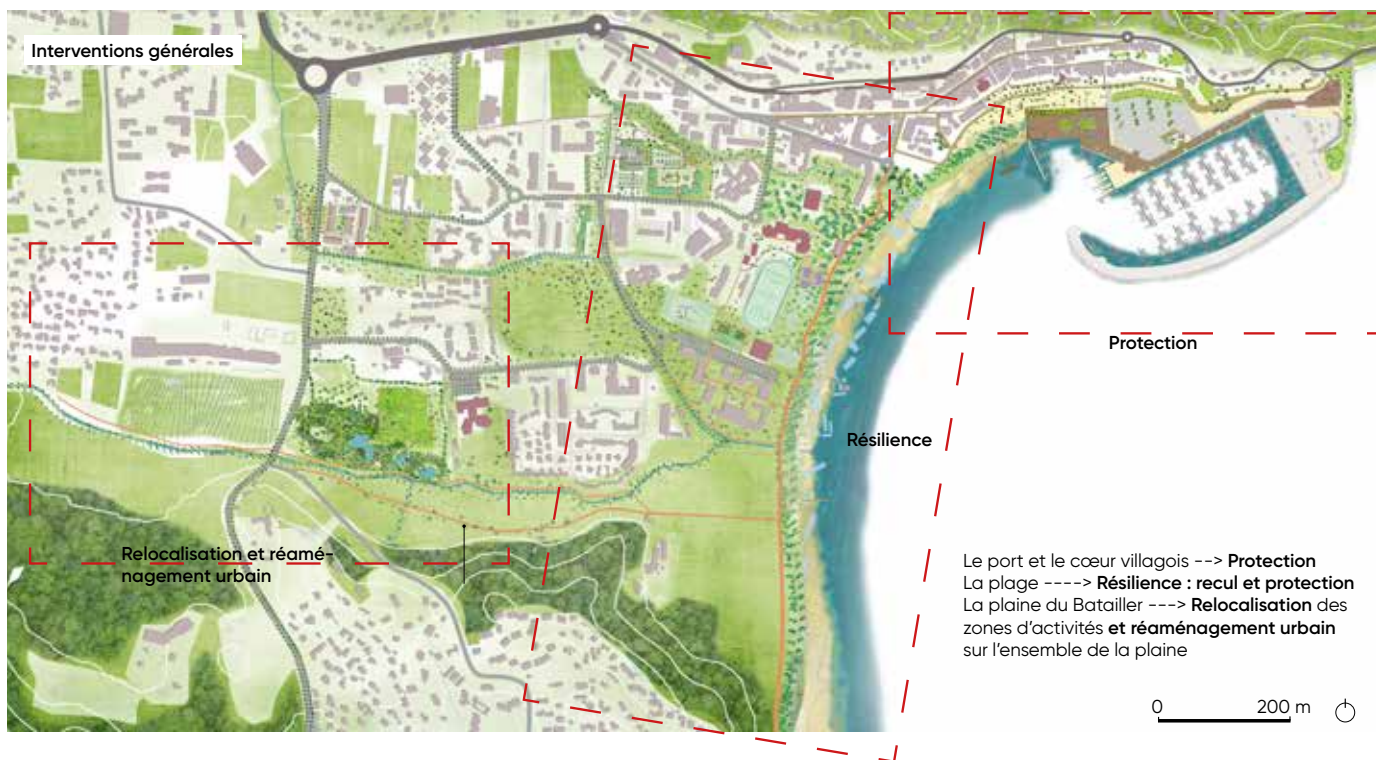 Interventions générales
Protection
Résilience
Relocalisation et réamé-
nagement urbain
Le port et le cœur villagois --> Protection
La plage ----> Résilience : recul et protection
La plaine du Batailler ---> Relocalisation des
zones d'activités et réaménagement urbain
sur l'ensemble de la plaine
0 200 m